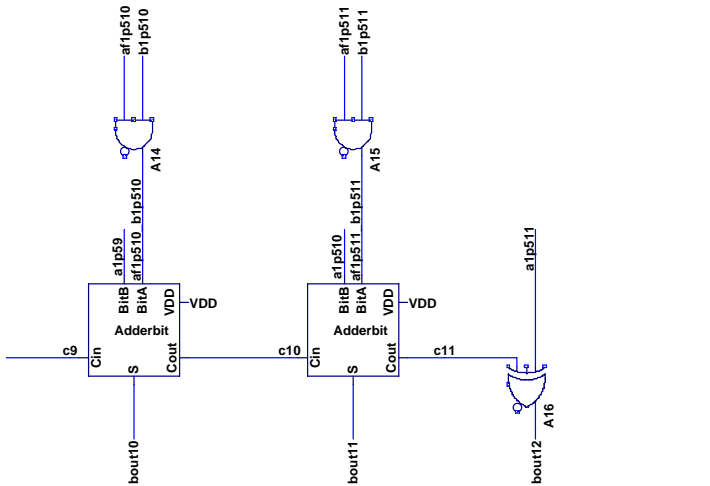 af1p510
b1p510
af1p511
b1p511
A14
A15
b1p510
b1p511
a1p59
af1p510
a1p510
af1p511
a1p511
BitB
BitA
VDD
VDD
BitB
BitA
VDD
VDD
Adderbit
Adderbit
c9
Cin
S
Cout
c10
Cin
S
Cout
c11
A16
bout10
bout11
bout12